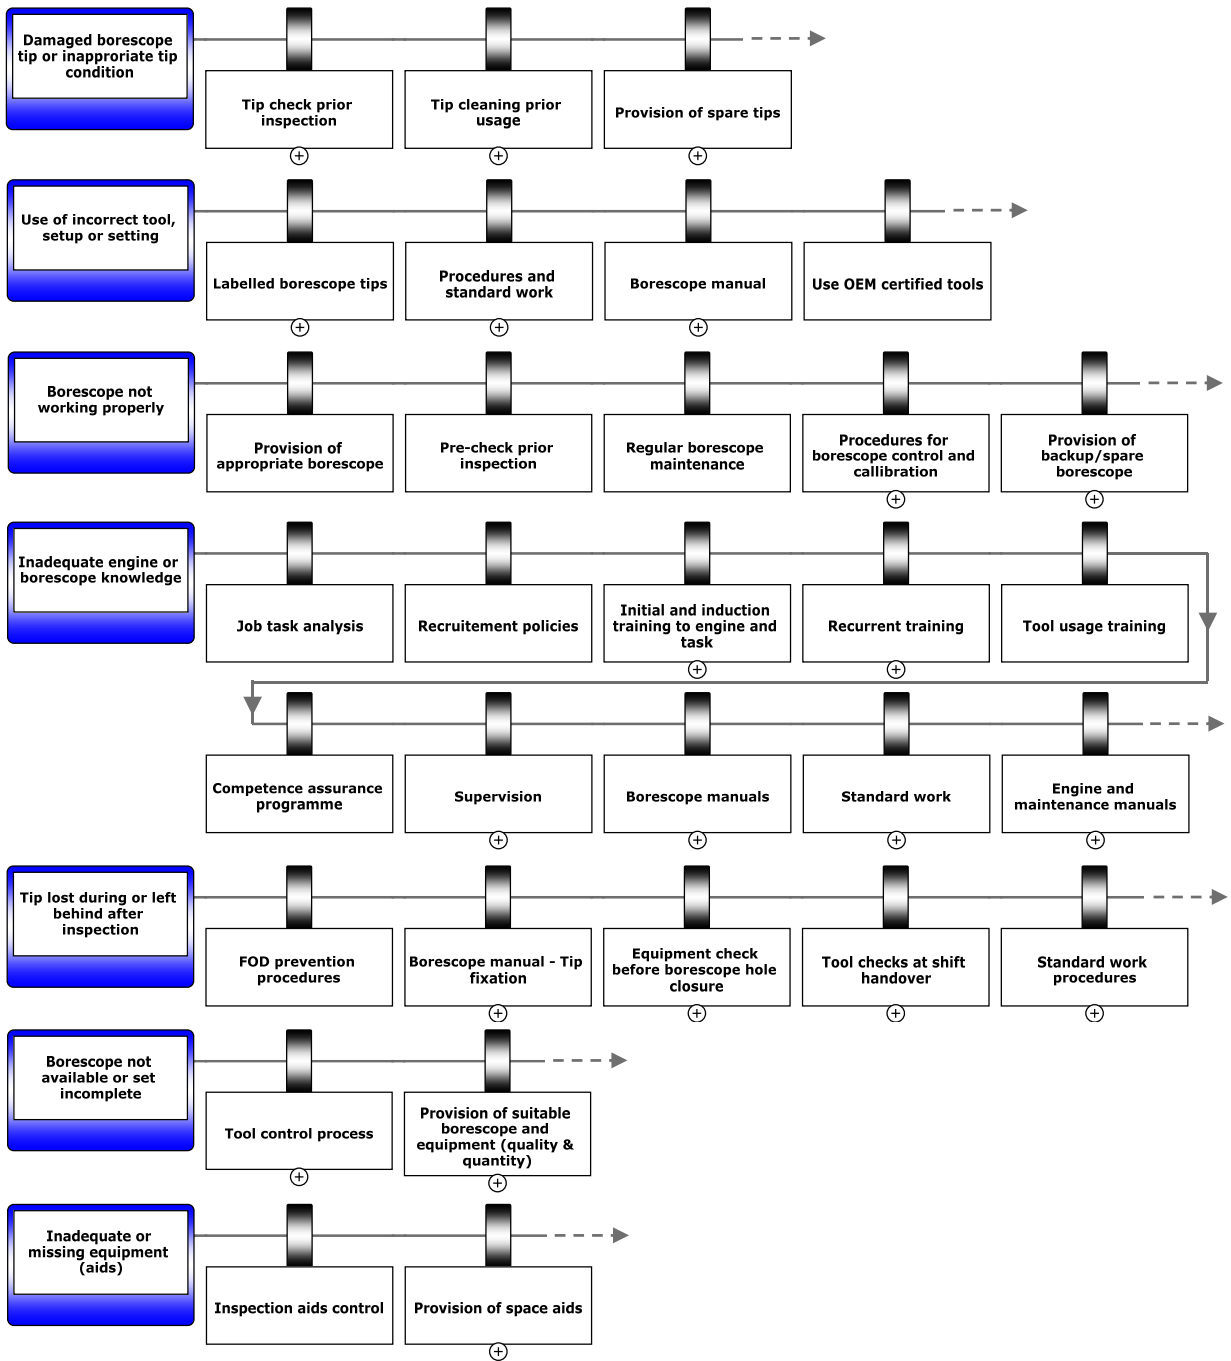 Damaged borescope
tip or inapproriate tip
condition
Tip check prior
inspection
Tip cleaning prior
usage
Provision of spare tips
Use of incorrect tool,
setup or setting
Labelled borescope tips
Procedures and
standard work
Borescope manual
Use OEM certified tools
Borescope not
working properly
Provision of
appropriate borescope
Pre-check prior
inspection
Regular borescope
maintenance
Procedures for
borescope control and
callibration
Provision of
backup/spare
borescope
Inadequate engine or
borescope knowledge
Job task analysis
Recruitement policies
Initial and induction
training to engine and
task
Recurrent training
Tool usage training
Competence assurance
programme
Supervision
Borescope manuals
Standard work
Engine and
maintenance manuals
Tip lost during or left
behind after
inspection
FOD prevention
procedures
Borescope manual - Tip
fixation
Equipment check
before borescope hole
closure
Tool checks at shift
handover
Standard work
procedures
Borescope not
available or set
incomplete
Tool control process
Provision of suitable
borescope and
equipment (quality &
quantity)
Inadequate or
missing equipment
(aids)
Inspection aids control
Provision of space aids